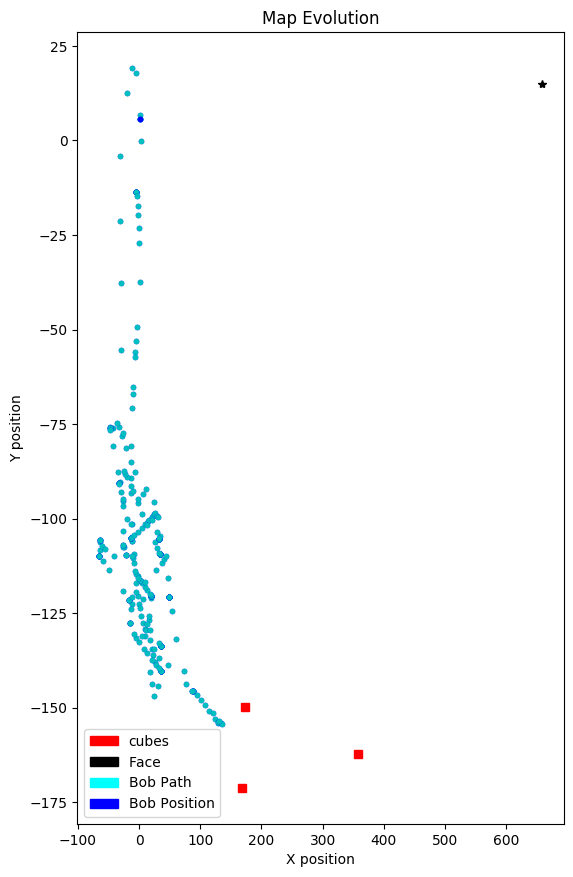 Map Evolution
25
0
−25
−50
−75
−100
−125
−150
−175
Y position
cubes
Face
Bob Path
Bob Position
−100 0 100 200 300 400 500 600
X position